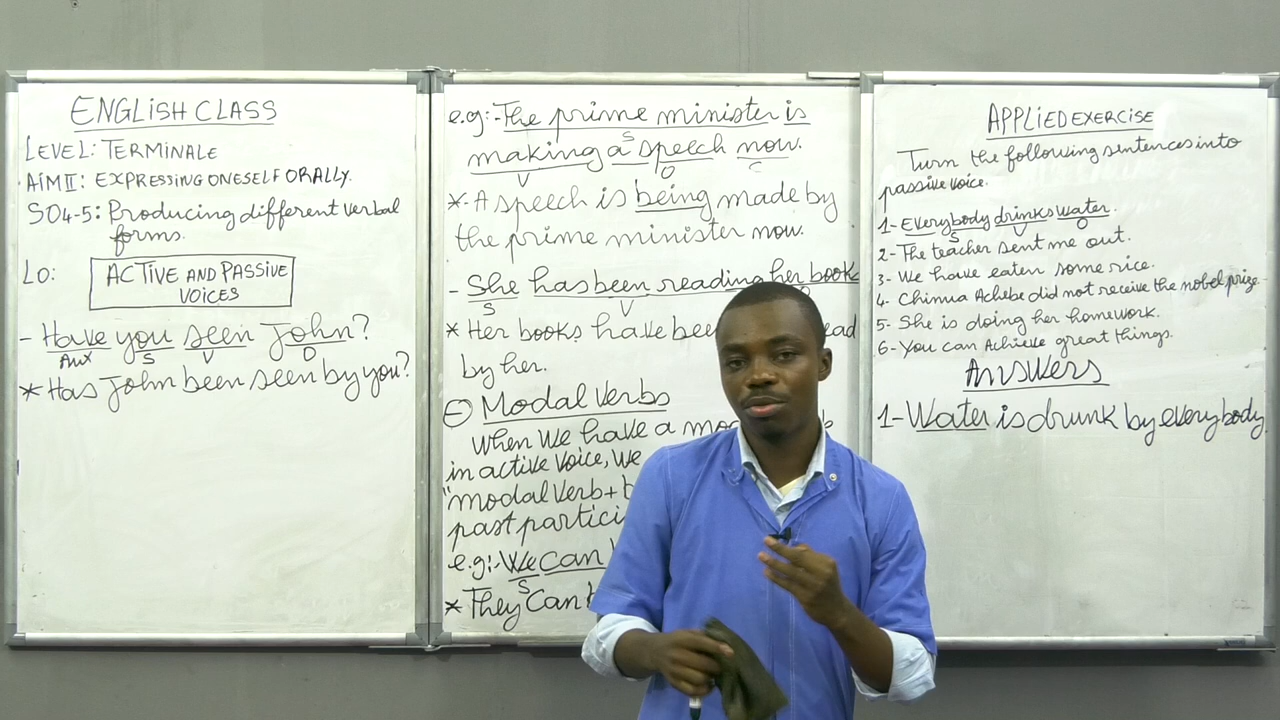 ENGLISH CLASS
LEVEL: TERMINALE
AIM II: EXPRESSING ONESELF ORALLY.
SO4-5: Producing different verbal
forms.
LO: ACTIVE AND PASSIVE
VOICES
- Have you seen John?
Aux S V O
* Has John been seen by you?
e.g:- The prime minister is
S
making a speech now.
V O C
*- A speech is being made by
the prime minister now.
- She has been reading her book
S V
* Her books have been read
by her.
- Modal Verbs
When we have a
in active voice, we
"modal verb +
past
e.g:- We can
S
* They can
APPLIED EXERCISE
Turn the following sentences into
passive voice.
1- Everybody drinks water.
S V O
2- The teacher sent me out.
3- We have eaten some rice.
4- Chinua Achebe did not receive the nobel prize.
5- She is doing her homework.
6- You can Achieve great things.
Answers
1- Water is drunk by everybody.